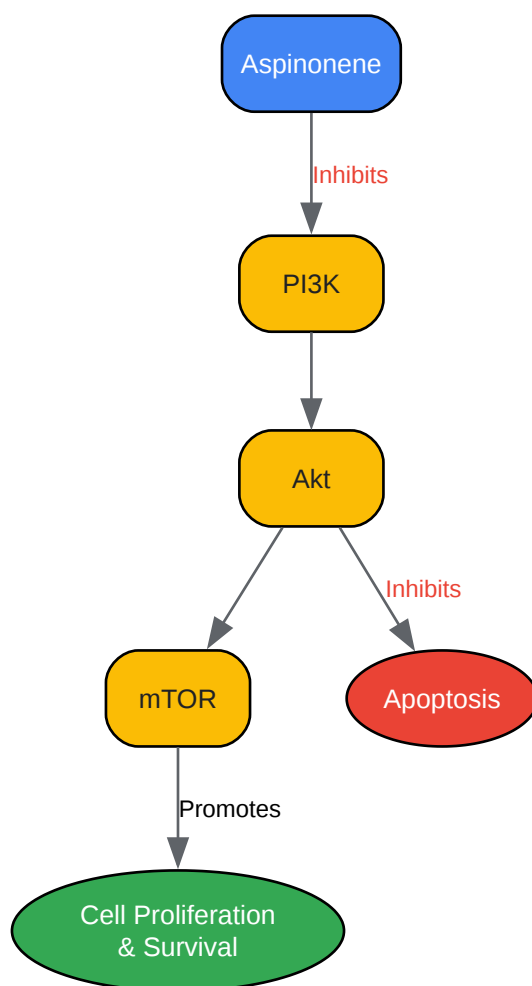 Aspinonene
Inhibits
PI3K
Akt
Inhibits
mTOR
Apoptosis
Promotes
Cell Proliferation
& Survival